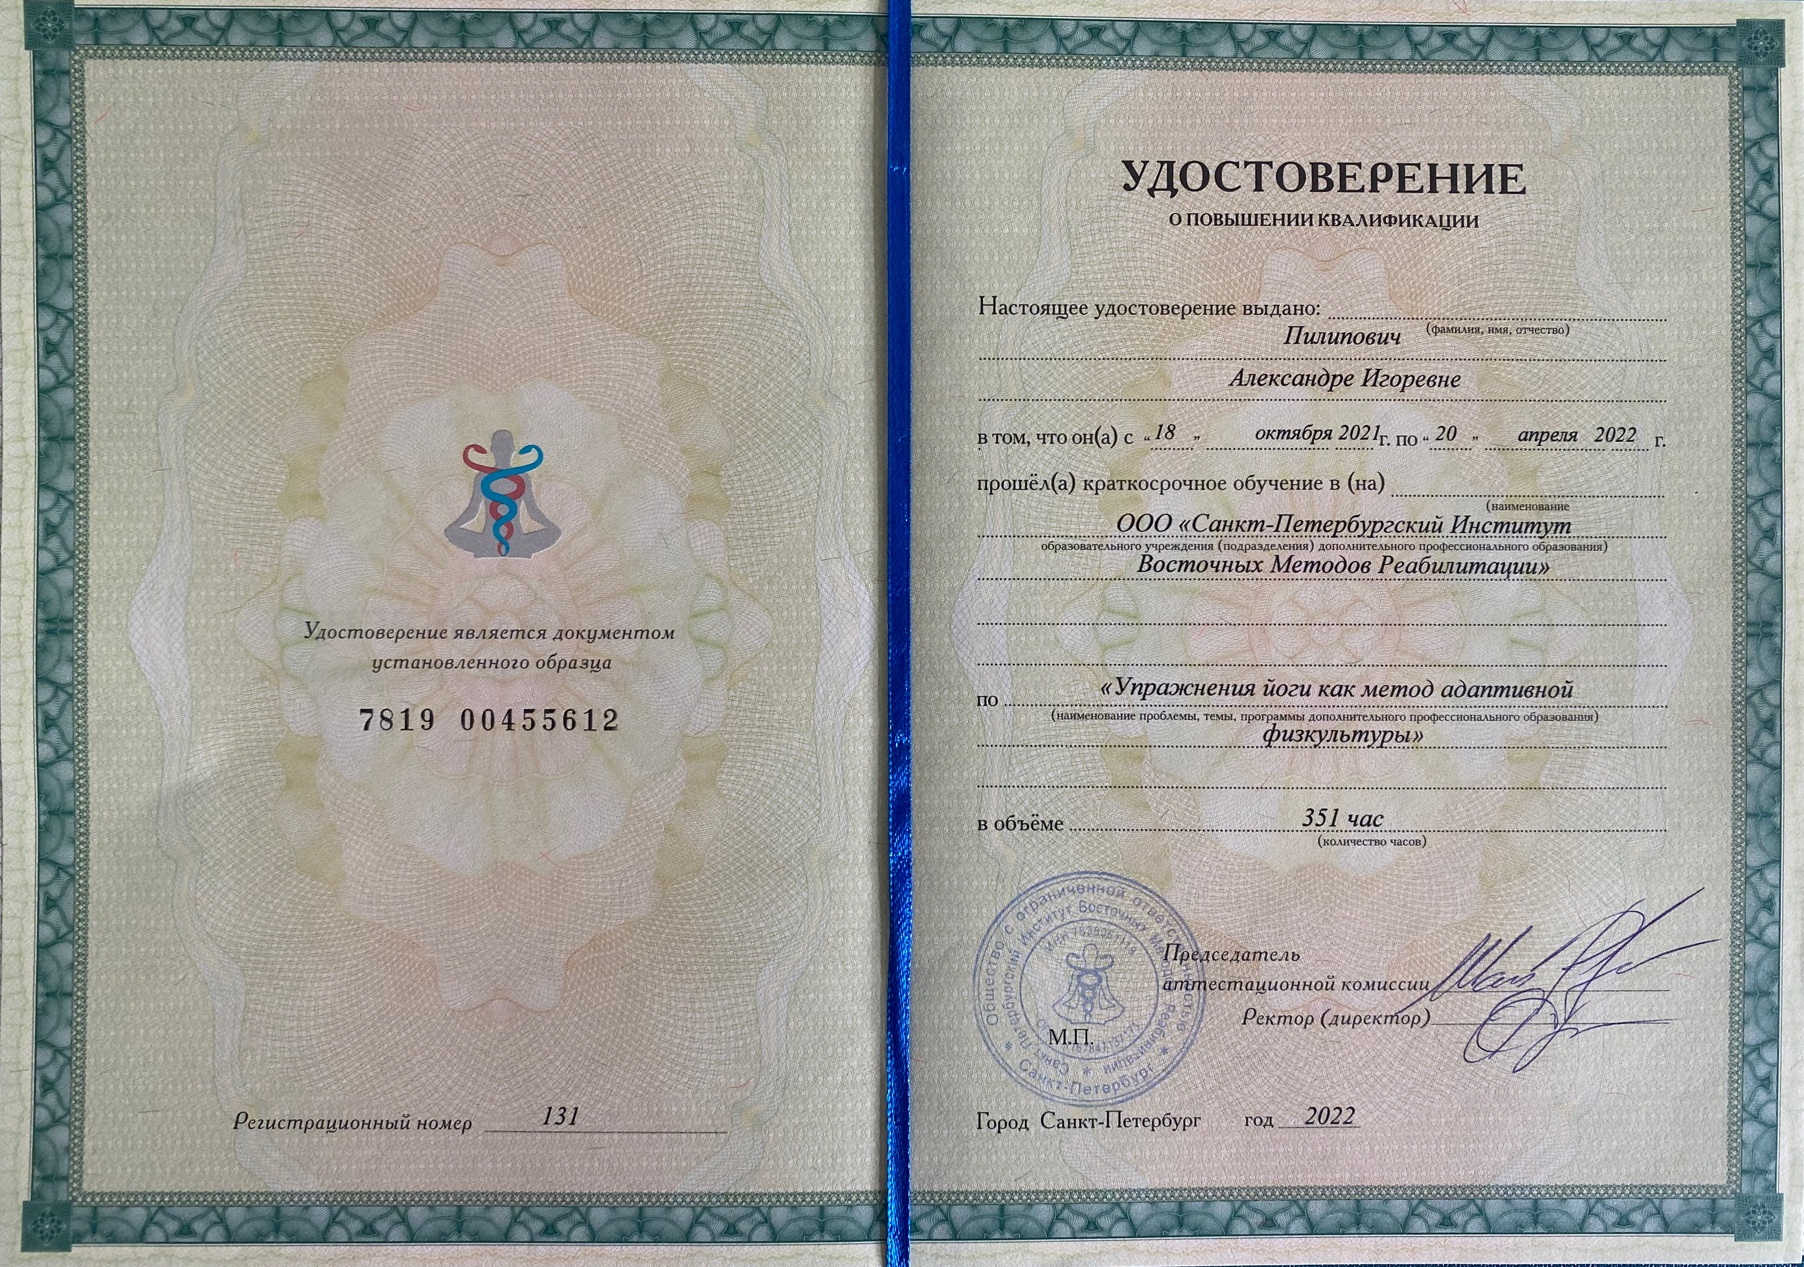 Удостоверение является документом
установленного образца
7819 00455612
Регистрационный номер 131
УДОСТОВЕРЕНИЕ
О ПОВЫШЕНИИ КВАЛИФИКАЦИИ
Настоящее удостоверение выдано:
(фамилия, имя, отчество)
Пилипович
Александре Игоревне
в том, что он(а) с „18 „ октября 2021г. по „ 20 „ апреля 2022 г.
прошёл(а) краткосрочное обучение в (на)
(наименование
ООО «Санкт-Петербургский Институт
образовательного учреждения (подразделения) дополнительного профессионального образования)
Восточных Методов Реабилитации»
по «Упражнения йоги как метод адаптивной
(наименование проблемы, темы, программы дополнительного профессионального образования)
физкультуры»
в объёме 351 час
(количество часов)
Общество с ограниченной ответственностью
* Санкт-Петербург *
Санкт-Петербургский Институт Восточных Методов Реабилитации *
ИНН
Председатель
аттестационной комиссии
Ректор (директор)
М.П.
Город Санкт-Петербург год 2022